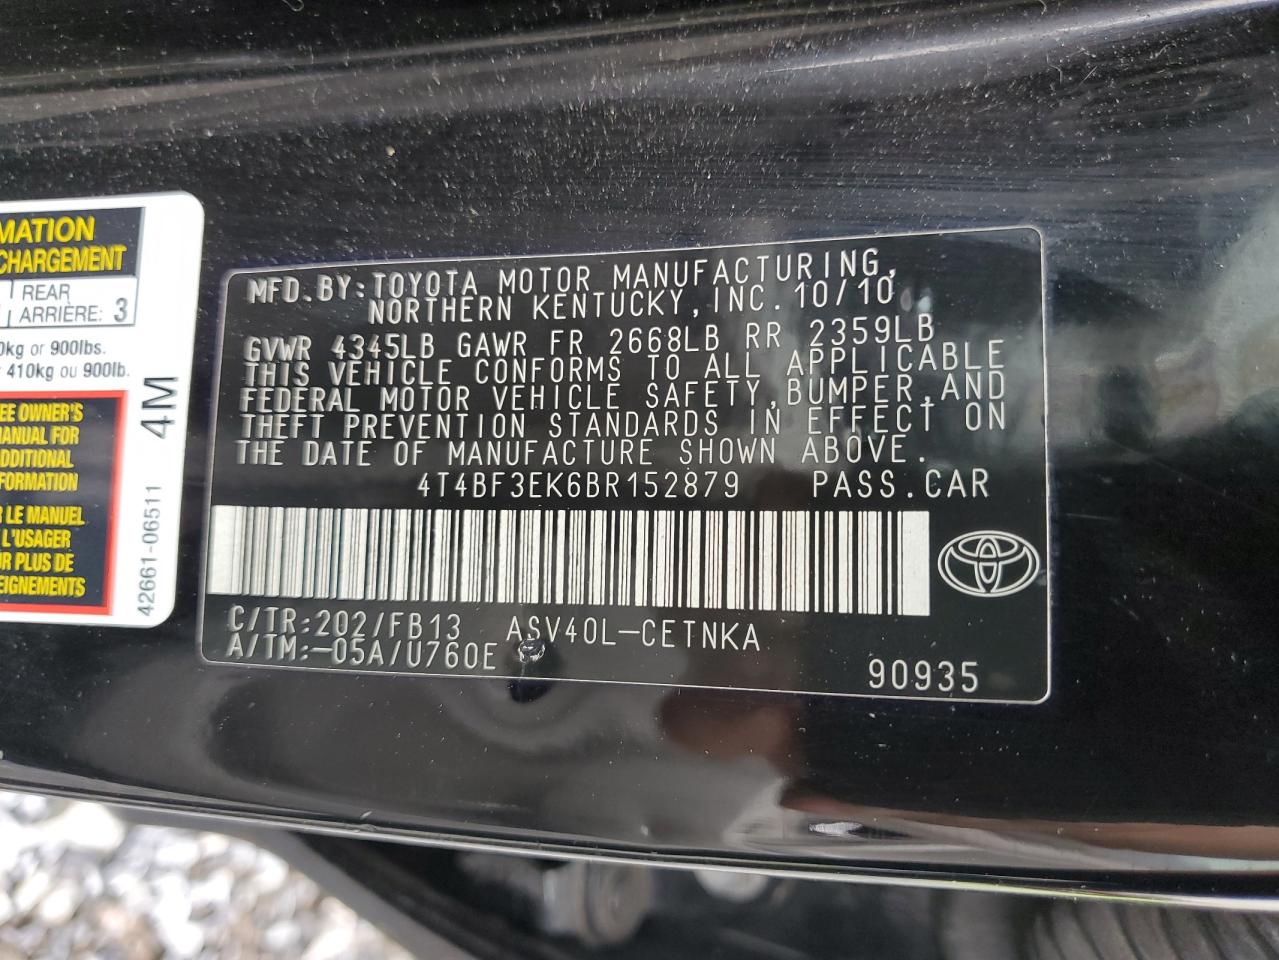 MATION
CHARGEMENT
REAR
ARRIÈRE: 3
0kg or 900lbs.
410kg ou 900lb.
EE OWNER'S
MANUAL FOR
DDITIONAL
FORMATION
R LE MANUEL
L'USAGER
R PLUS DE
EIGNEMENTS
4M
42661-06511
MFD.BY:TOYOTA MOTOR MANUFACTURING,
NORTHERN KENTUCKY,INC. 10/10
GVWR 4345LB GAWR FR 2668LB RR 2359LB
THIS VEHICLE CONFORMS TO ALL APPLICABLE
FEDERAL MOTOR VEHICLE SAFETY,BUMPER,AND
THEFT PREVENTION STANDARDS IN EFFECT ON
THE DATE OF MANUFACTURE SHOWN ABOVE.
4T4BF3EK6BR152879 PASS.CAR
C/TR:202/FB13 ASV40L-CETNKA
A/TM:-05A/U760E
90935